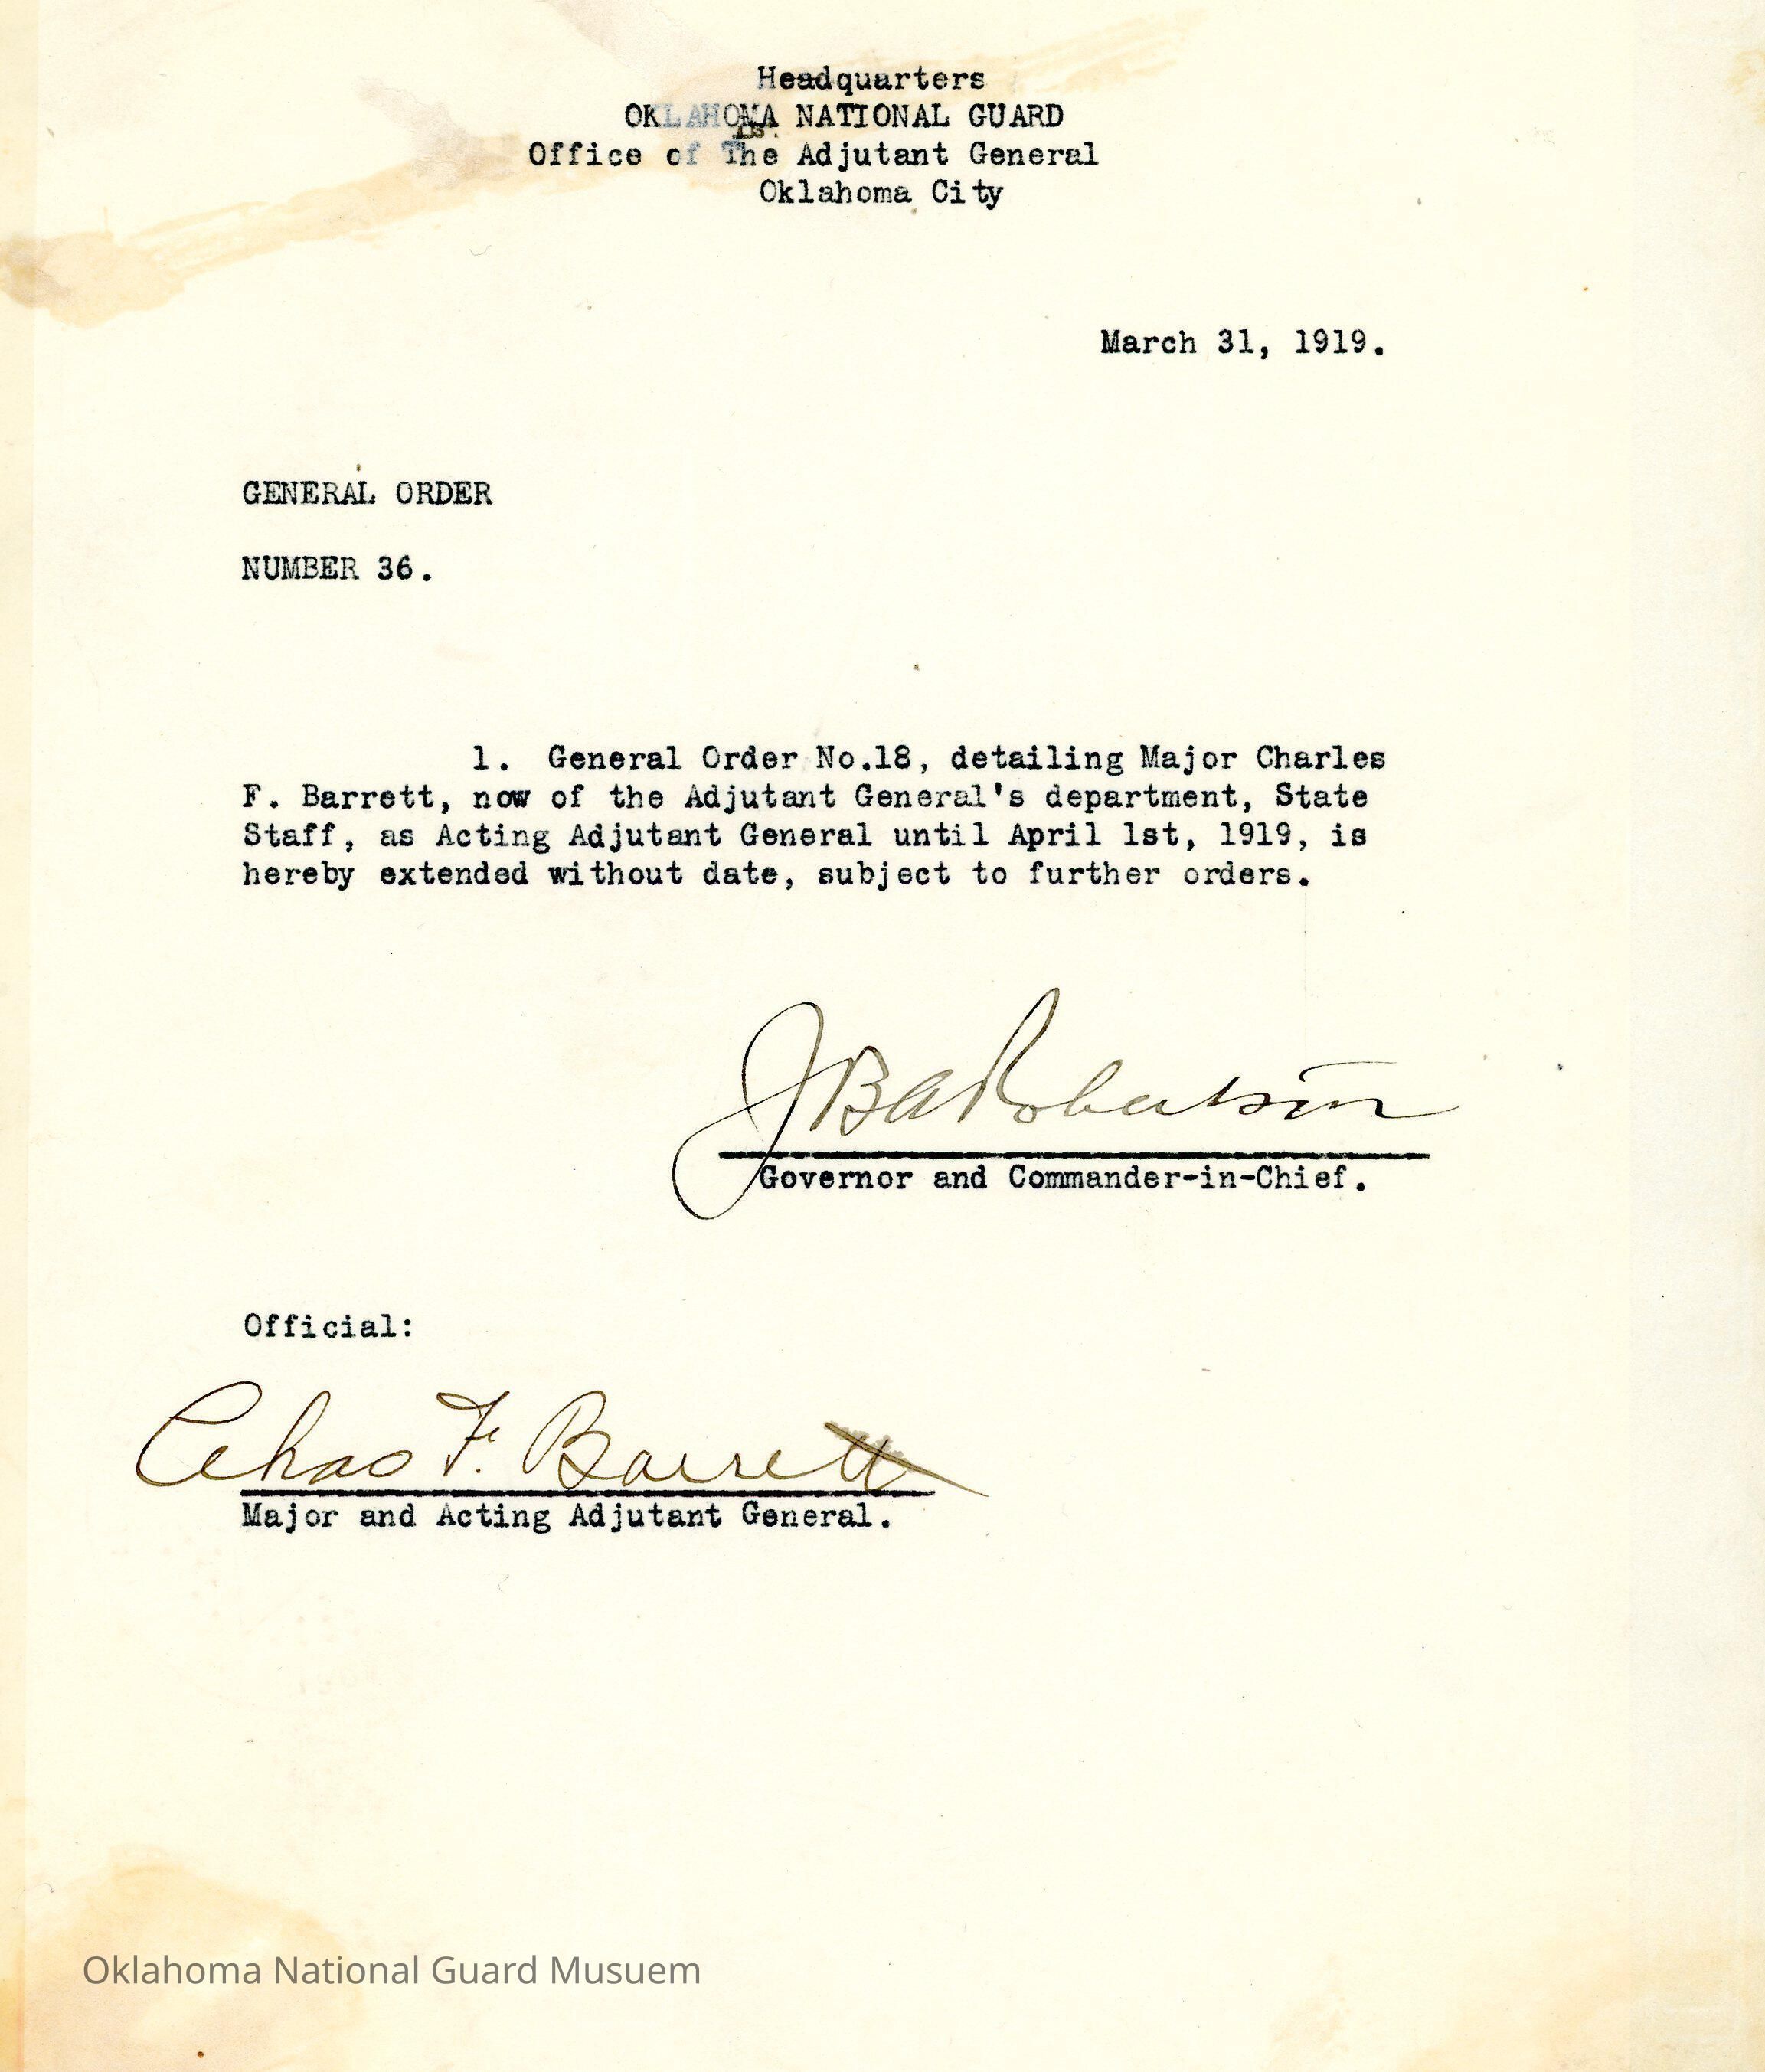 Headquarters
OKLAHOMA NATIONAL GUARD
Office of The Adjutant General
Oklahoma City
March 31, 1919.
GENERAL ORDER
NUMBER 36.
1. General Order No.18, detailing Major Charles
F. Barrett, now of the Adjutant General's department, State
Staff, as Acting Adjutant General until April 1st, 1919, is
hereby extended without date, subject to further orders.
JBARobertson
Governor and Commander-in-Chief.
Official:
Chas F. Barrett
Major and Acting Adjutant General.
Oklahoma National Guard Musuem